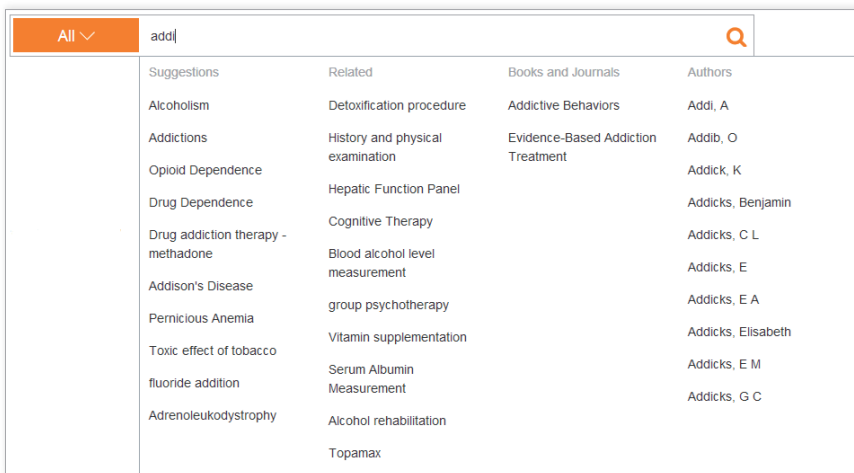 All
addi
Suggestions
Alcoholism
Addictions
Opioid Dependence
Drug Dependence
Drug addiction therapy -
methadone
Addison's Disease
Pernicious Anemia
Toxic effect of tobacco
fluoride addition
Adrenoleukodystrophy
Related
Detoxification procedure
History and physical
examination
Hepatic Function Panel
Cognitive Therapy
Blood alcohol level
measurement
group psychotherapy
Vitamin supplementation
Serum Albumin
Measurement
Alcohol rehabilitation
Topamax
Books and Journals
Addictive Behaviors
Evidence-Based Addiction
Treatment
Authors
Addi, A
Addib, O
Addick, K
Addicks, Benjamin
Addicks, C L
Addicks, E
Addicks, E A
Addicks, Elisabeth
Addicks, E M
Addicks, G C